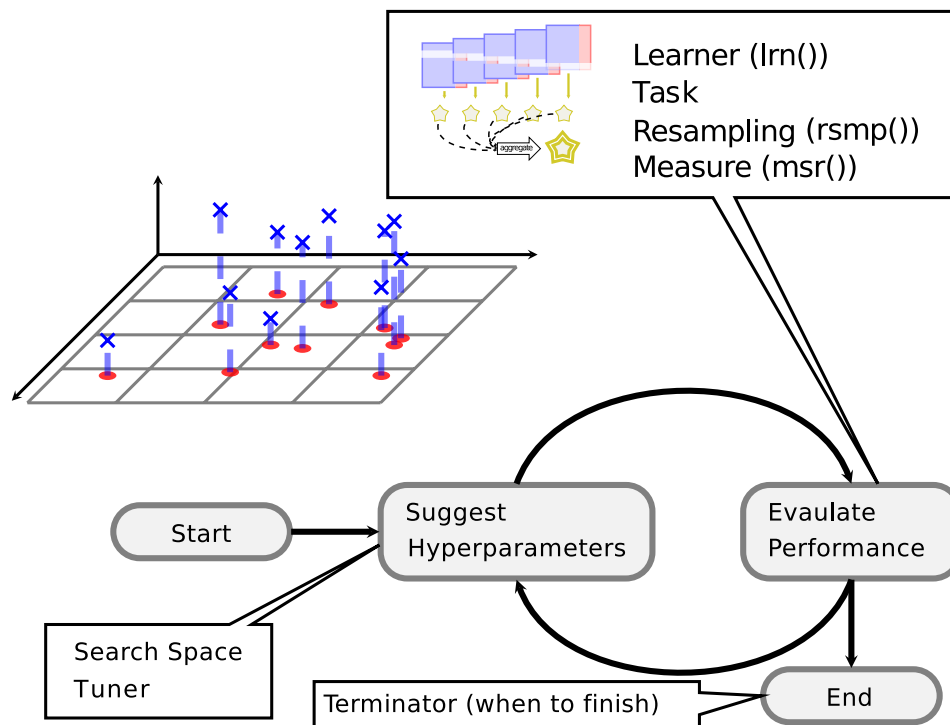 Learner (lrn())
Task
Resampling (rsmp())
Measure (msr())
aggregate
Start
Suggest
Hyperparameters
Evaulate
Performance
Search Space
Tuner
Terminator (when to finish)
End